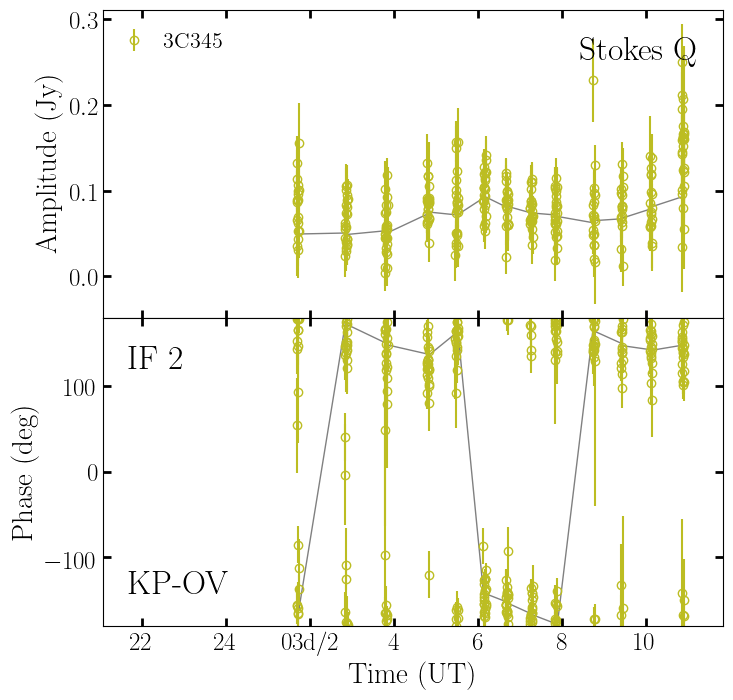 3C345
Stokes Q
Amplitude (Jy)
0.3
0.2
0.1
0.0
IF 2
KP-OV
Phase (deg)
100
0
−100
22 24 03d/2 4 6 8 10
Time (UT)